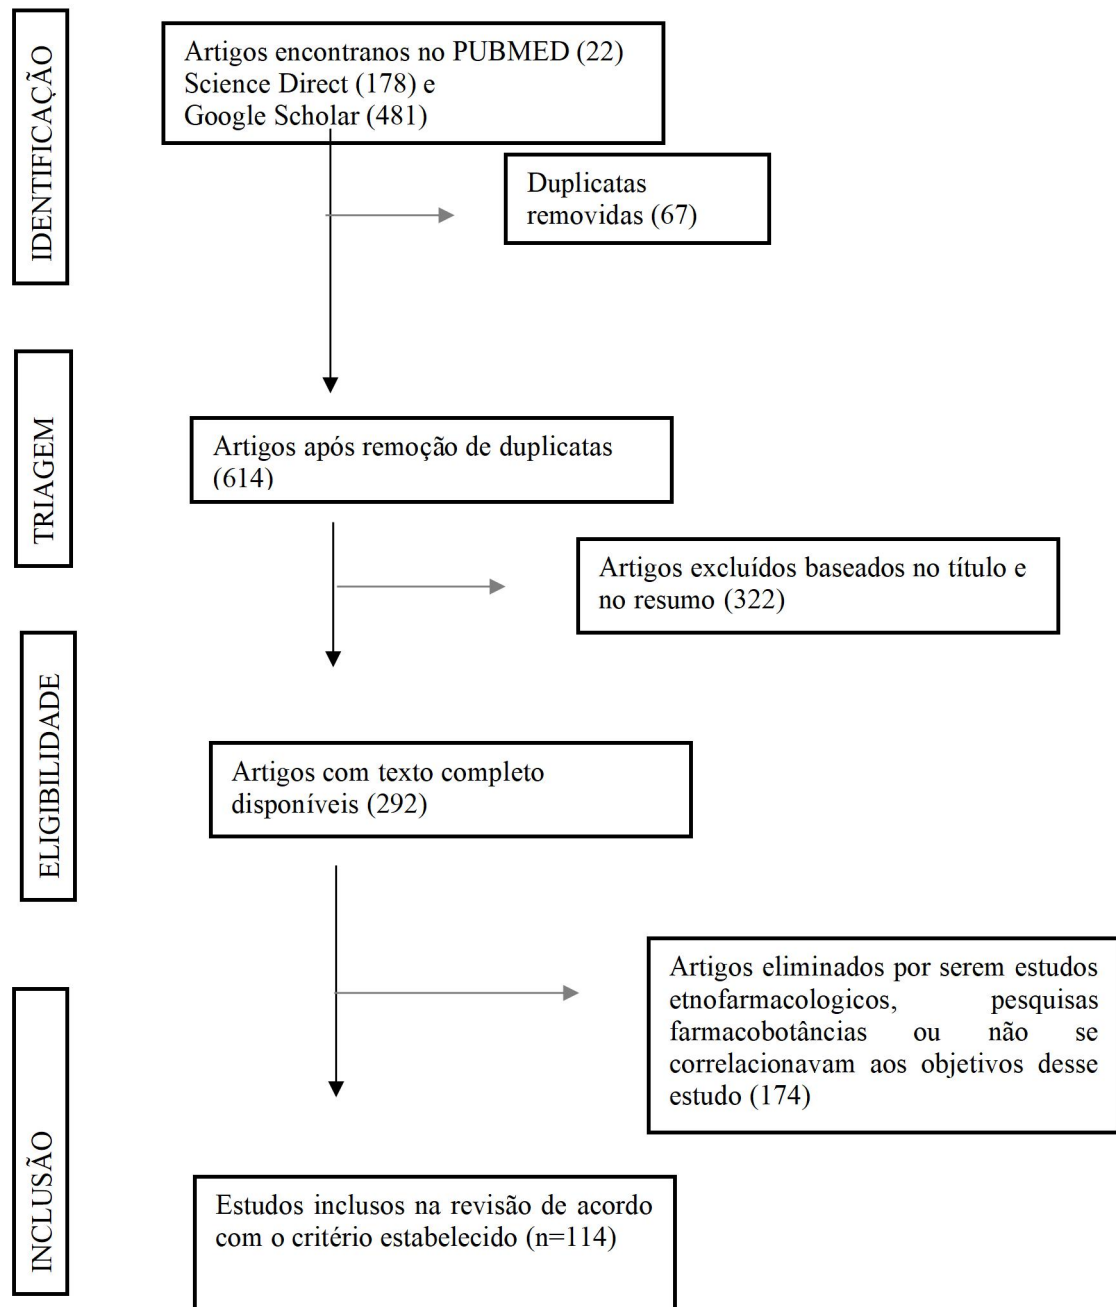 IDENTIFICAÇÃO
Artigos encontranos no PUBMED (22)
Science Direct (178) e
Google Scholar (481)
Duplicatas
removidas (67)
TRIAGEM
Artigos após remoção de duplicatas
(614)
Artigos excluídos baseados no título e
no resumo (322)
ELIGIBILIDADE
Artigos com texto completo
disponíveis (292)
Artigos eliminados por serem estudos
etnofarmacologicos, pesquisas
farmacobotâncias ou não se
correlacionavam aos objetivos desse
estudo (174)
INCLUSÃO
Estudos inclusos na revisão de acordo
com o critério estabelecido (n=114)